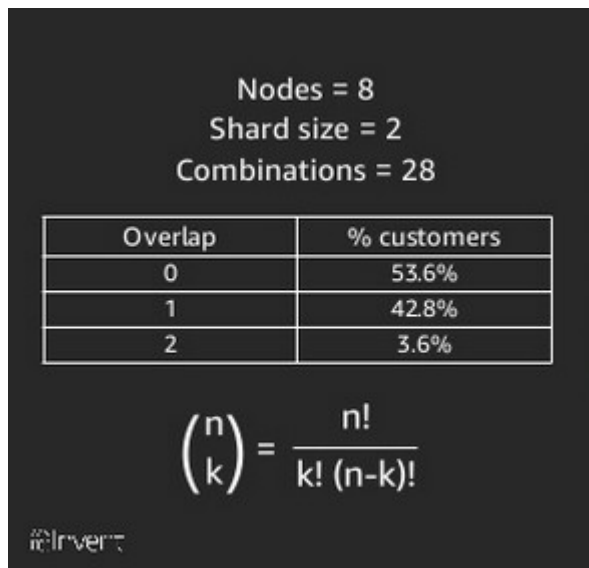 Nodes = 8
Shard size = 2
Combinations = 28
Overlap % customers
0 53.6%
1 42.8%
2 3.6%
(n k) = n! / k! (n-k)!